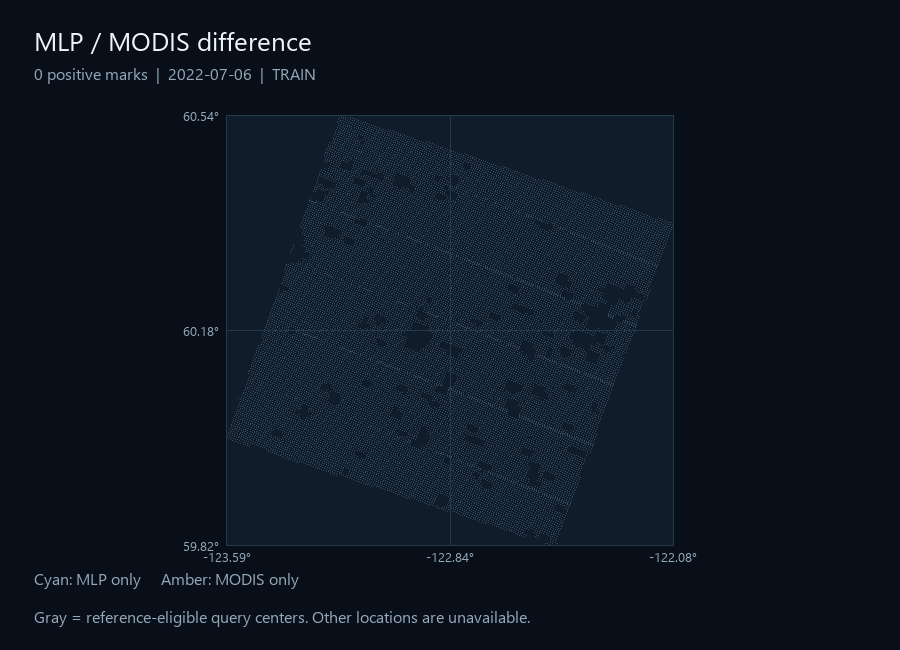 MLP / MODIS difference
0 positive marks | 2022-07-06 | TRAIN
60.54°
60.18°
59.82°
-123.59°
-122.84°
-122.08°
Cyan: MLP only Amber: MODIS only
Gray = reference-eligible query centers. Other locations are unavailable.